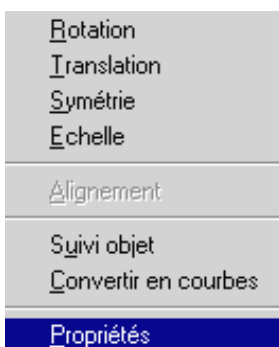 Rotation
Translation
Symétrie
Echelle
Alignement
Suivi objet
Convertir en courbes
Propriétés